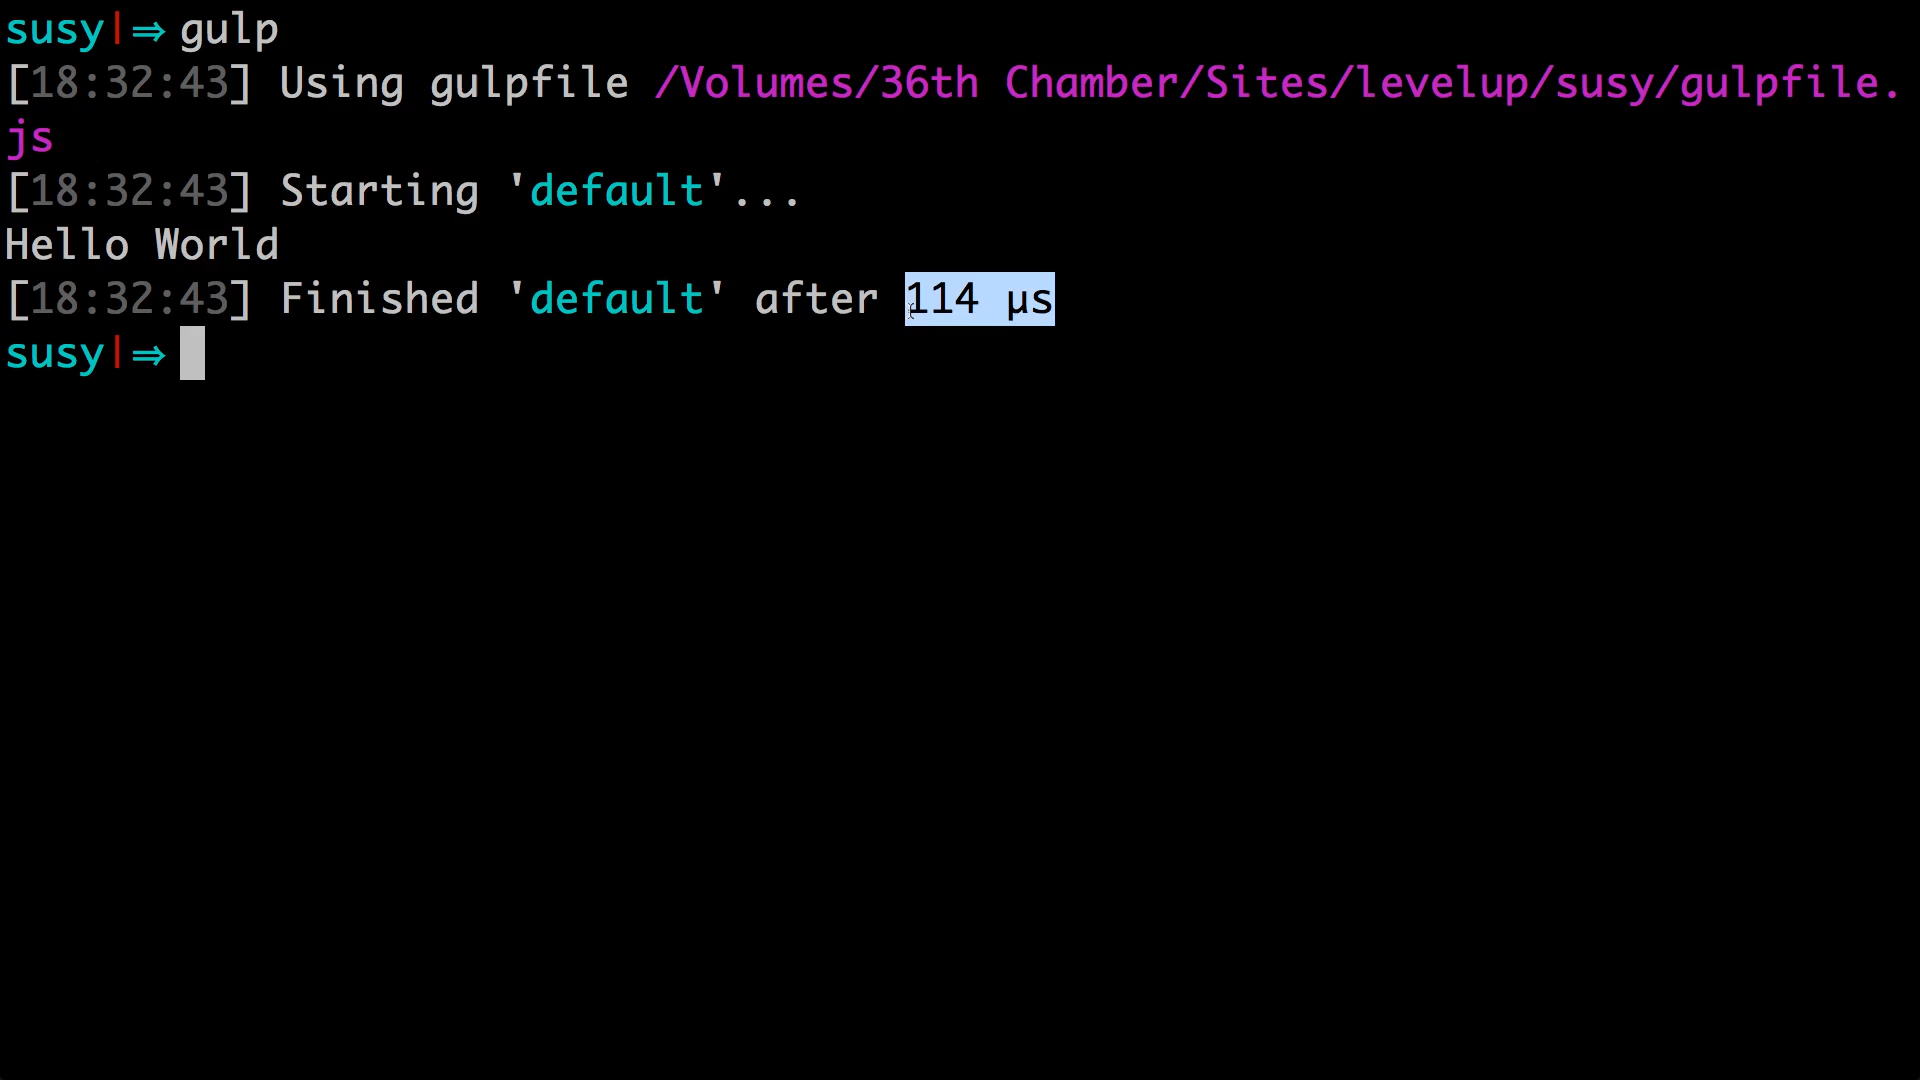 susy|⇒ gulp
[18:32:43] Using gulpfile /Volumes/36th Chamber/Sites/levelup/susy/gulpfile.
js
[18:32:43] Starting 'default'...
Hello World
[18:32:43] Finished 'default' after 114 μs
susy|⇒